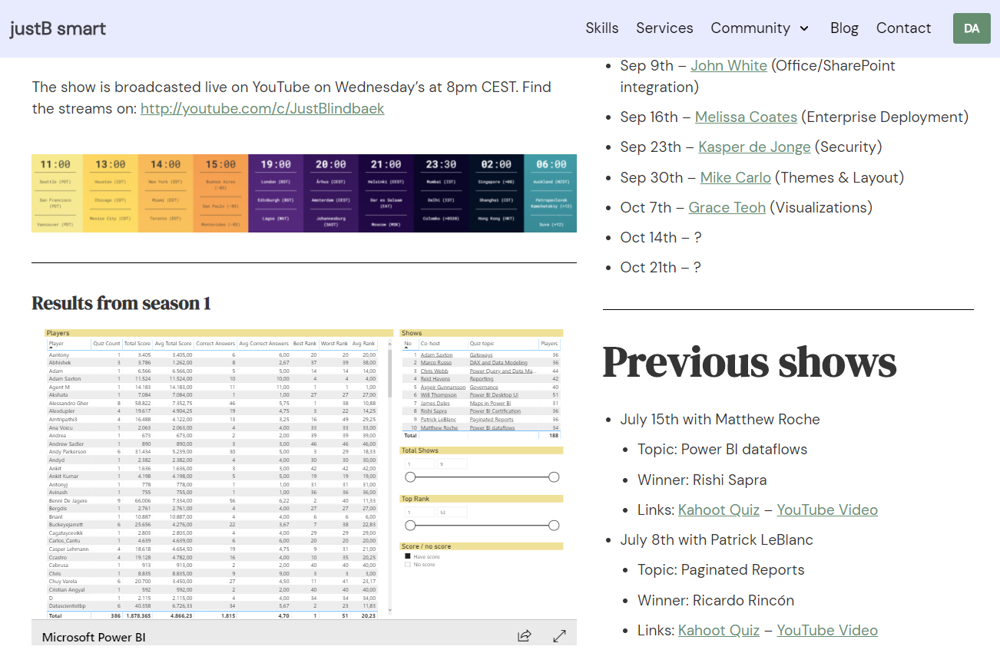 justB smart
Skills Services Community Blog Contact DA
The show is broadcasted live on YouTube on Wednesday’s at 8pm CEST. Find
the streams on: http://youtube.com/c/JustBlindbaek
11:00 13:00 14:00 15:00 19:00 20:00 21:00 23:30 02:00 06:00
Seattle (PDT) Houston (CDT) New York (EDT) Buenos Aires (-03) London (BST) Århus (CEST) Helsinki (EEST) Mumbai (IST) Singapore (+08) Auckland (NZST)
San Francisco (PDT) Chicago (CDT) Miami (EDT) Sao Paulo (-03) Edinburgh (BST) Amsterdam (CEST) Dar es Salaam (EAT) Delhi (IST) Shanghai (CST) Petropavlovsk Kamchatskiy (+12)
Vancouver (PDT) Mexico City (CDT) Toronto (EDT) Montevideo (-03) Lagos (WAT) Johannesburg (SAST) Moscow (MSK) Colombo (+0530) Hong Kong (HKT) Suva (+12)
Results from season 1
Players
Player Quiz Count Total Score Avg Total Score Correct Answers Avg Correct Answers Best Rank Worst Rank Avg Rank
Aantony 1 3.405 3.405,00 6 6,00 20 20 20,00
Abhishek 3 3.786 1.262,00 8 2,67 37 39 38,00
Adam 1 6.566 6.566,00 5 5,00 14 14 14,00
Adam Saxton 1 11.524 11.524,00 10 10,00 4 4 4,00
Agent M 1 14.183 14.183,00 11 11,00 1 1 1,00
Akshata 1 7.084 7.084,00 1 1,00 27 27 27,00
Alessandro Gher 8 58.822 7.352,75 46 5,75 1 38 10,88
Alexdupler 4 19.617 4.904,25 19 4,75 3 22 14,25
Amtripathi3 4 16.488 4.122,00 13 3,25 16 49 29,25
Ana Voicu 1 2.063 2.063,00 4 4,00 33 33 33,00
Andrea 1 673 673,00 2 2,00 39 39 39,00
Andrew Sadler 1 890 890,00 3 3,00 46 46 46,00
Andy Parkerson 6 31.434 5.239,00 30 5,00 3 29 18,33
Andyd 1 2.382 2.382,00 4 4,00 30 30 30,00
Ankit 1 1.636 1.636,00 3 3,00 42 42 42,00
Ankit Kumar 1 4.198 4.198,00 5 5,00 19 19 19,00
Antonyj 1 778 778,00 1 1,00 31 31 31,00
Avinash 1 755 755,00 1 1,00 36 36 36,00
Benni De Jagere 9 66.006 7.334,00 56 6,22 2 40 11,33
Bergdis 1 2.761 2.761,00 4 4,00 27 27 27,00
Brianl 1 10.887 10.887,00 4 4,00 6 6 6,00
Buckeyejarrett 6 25.656 4.276,00 22 3,67 7 38 22,83
Cagataycevikk 1 2.803 2.803,00 4 4,00 29 29 29,00
Carlos_Cantu 1 4.639 4.639,00 6 6,00 20 20 20,00
Casper Lehmann 4 18.618 4.654,50 19 4,75 9 31 21,00
Ccastro 4 19.128 4.782,00 16 4,00 10 35 20,25
Cebrusa 1 913 913,00 2 2,00 40 40 40,00
Chris 1 8.835 8.835,00 9 9,00 3 3 3,00
Chuy Varela 6 20.700 3.450,00 27 4,50 11 41 23,17
Cristian Angyal 1 592 592,00 2 2,00 40 40 40,00
D 1 2.115 2.115,00 4 4,00 34 34 34,00
Datascientistbp 6 40.358 6.726,33 34 5,67 2 23 11,83
Total 386 1.878.365 4.866,23 1.815 4,70 1 51 20,23
Shows
No Co-host Quiz topic Players
1 Adam Saxton Gateways 36
2 Marco Russo DAX and Data Modeling 36
3 Chris Webb Power Query and Data Ma... 44
4 Reid Havens Reporting 42
5 Ásgeir Gunnarsson Governance 40
6 Will Thompson Power BI Desktop UI 51
7 James Dales Maps in Power BI 31
8 Rishi Sapra Power BI Certification 36
9 Patrick LeBlanc Paginated Reports 36
10 Matthew Roche Power BI dataflows 34
Total 188
Total Shows
1 9
Top Rank
1 53
Score / no score
Have score
No score
Microsoft Power BI
Sep 9th – John White (Office/SharePoint
integration)
Sep 16th – Melissa Coates (Enterprise Deployment)
Sep 23th – Kasper de Jonge (Security)
Sep 30th – Mike Carlo (Themes & Layout)
Oct 7th – Grace Teoh (Visualizations)
Oct 14th – ?
Oct 21th – ?
Previous shows
July 15th with Matthew Roche
Topic: Power BI dataflows
Winner: Rishi Sapra
Links: Kahoot Quiz – YouTube Video
July 8th with Patrick LeBlanc
Topic: Paginated Reports
Winner: Ricardo Rincón
Links: Kahoot Quiz – YouTube Video